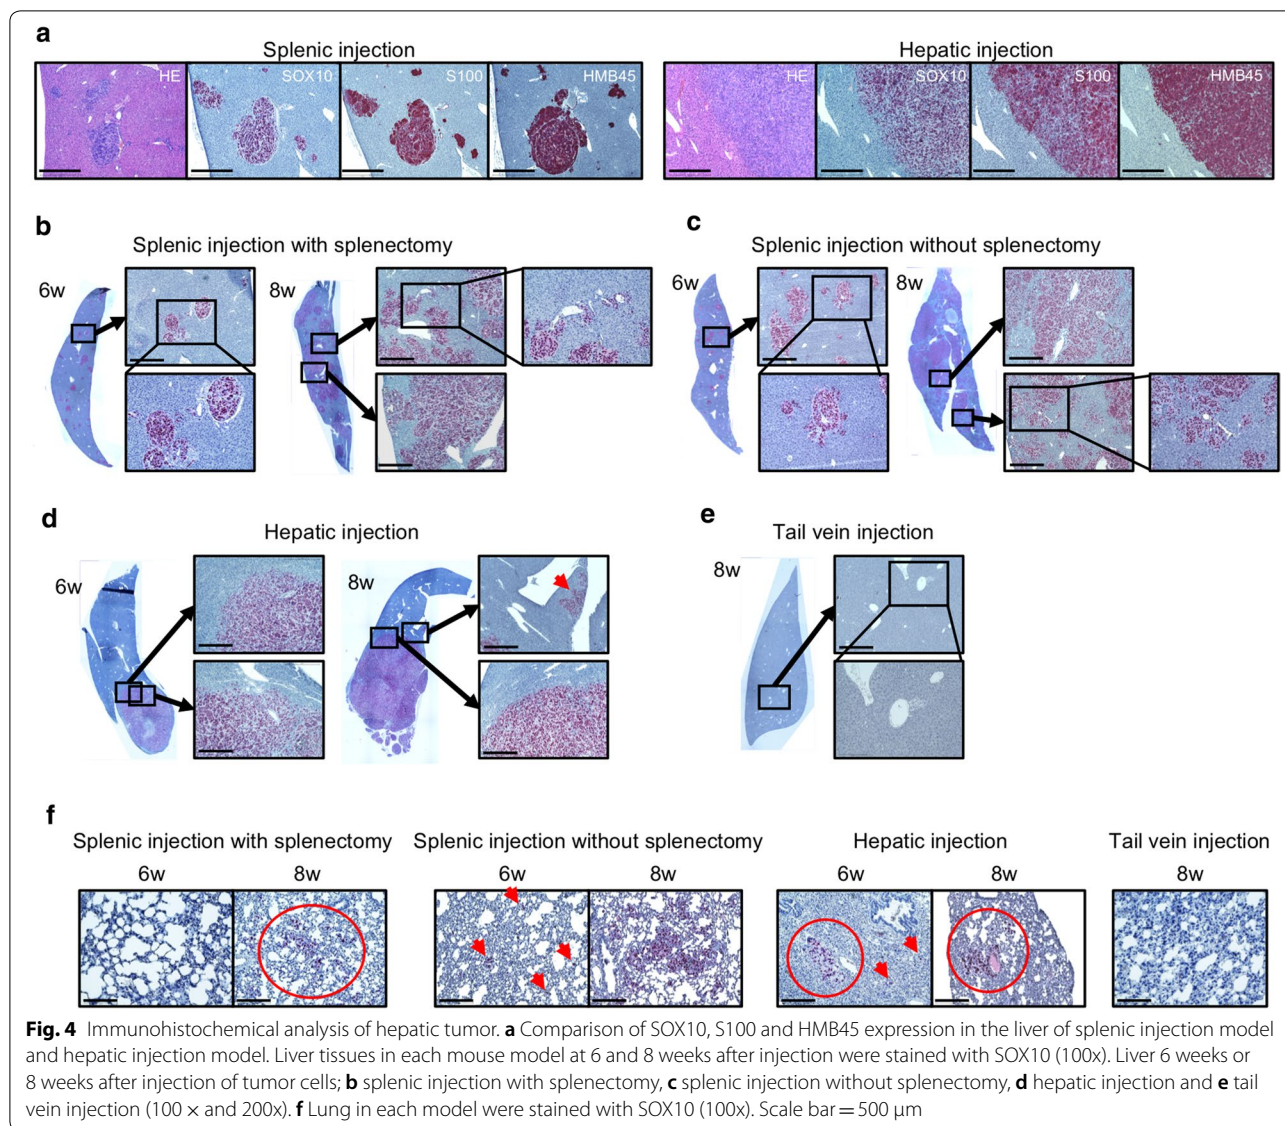 a
Splenic injection
Hepatic injection
HE
SOX10
S100
HMB45
HE
SOX10
S100
HMB45
b
Splenic injection with splenectomy
6w
8w
c
Splenic injection without splenectomy
6w
8w
d
Hepatic injection
6w
8w
e
Tail vein injection
8w
f
Splenic injection with splenectomy
6w
8w
Splenic injection without splenectomy
6w
8w
Hepatic injection
6w
8w
Tail vein injection
8w
Fig. 4 Immunohistochemical analysis of hepatic tumor. a Comparison of SOX10, S100 and HMB45 expression in the liver of splenic injection model
and hepatic injection model. Liver tissues in each mouse model at 6 and 8 weeks after injection were stained with SOX10 (100x). Liver 6 weeks or
8 weeks after injection of tumor cells; b splenic injection with splenectomy, c splenic injection without splenectomy, d hepatic injection and e tail
vein injection (100 × and 200x). f Lung in each model were stained with SOX10 (100x). Scale bar = 500 μm